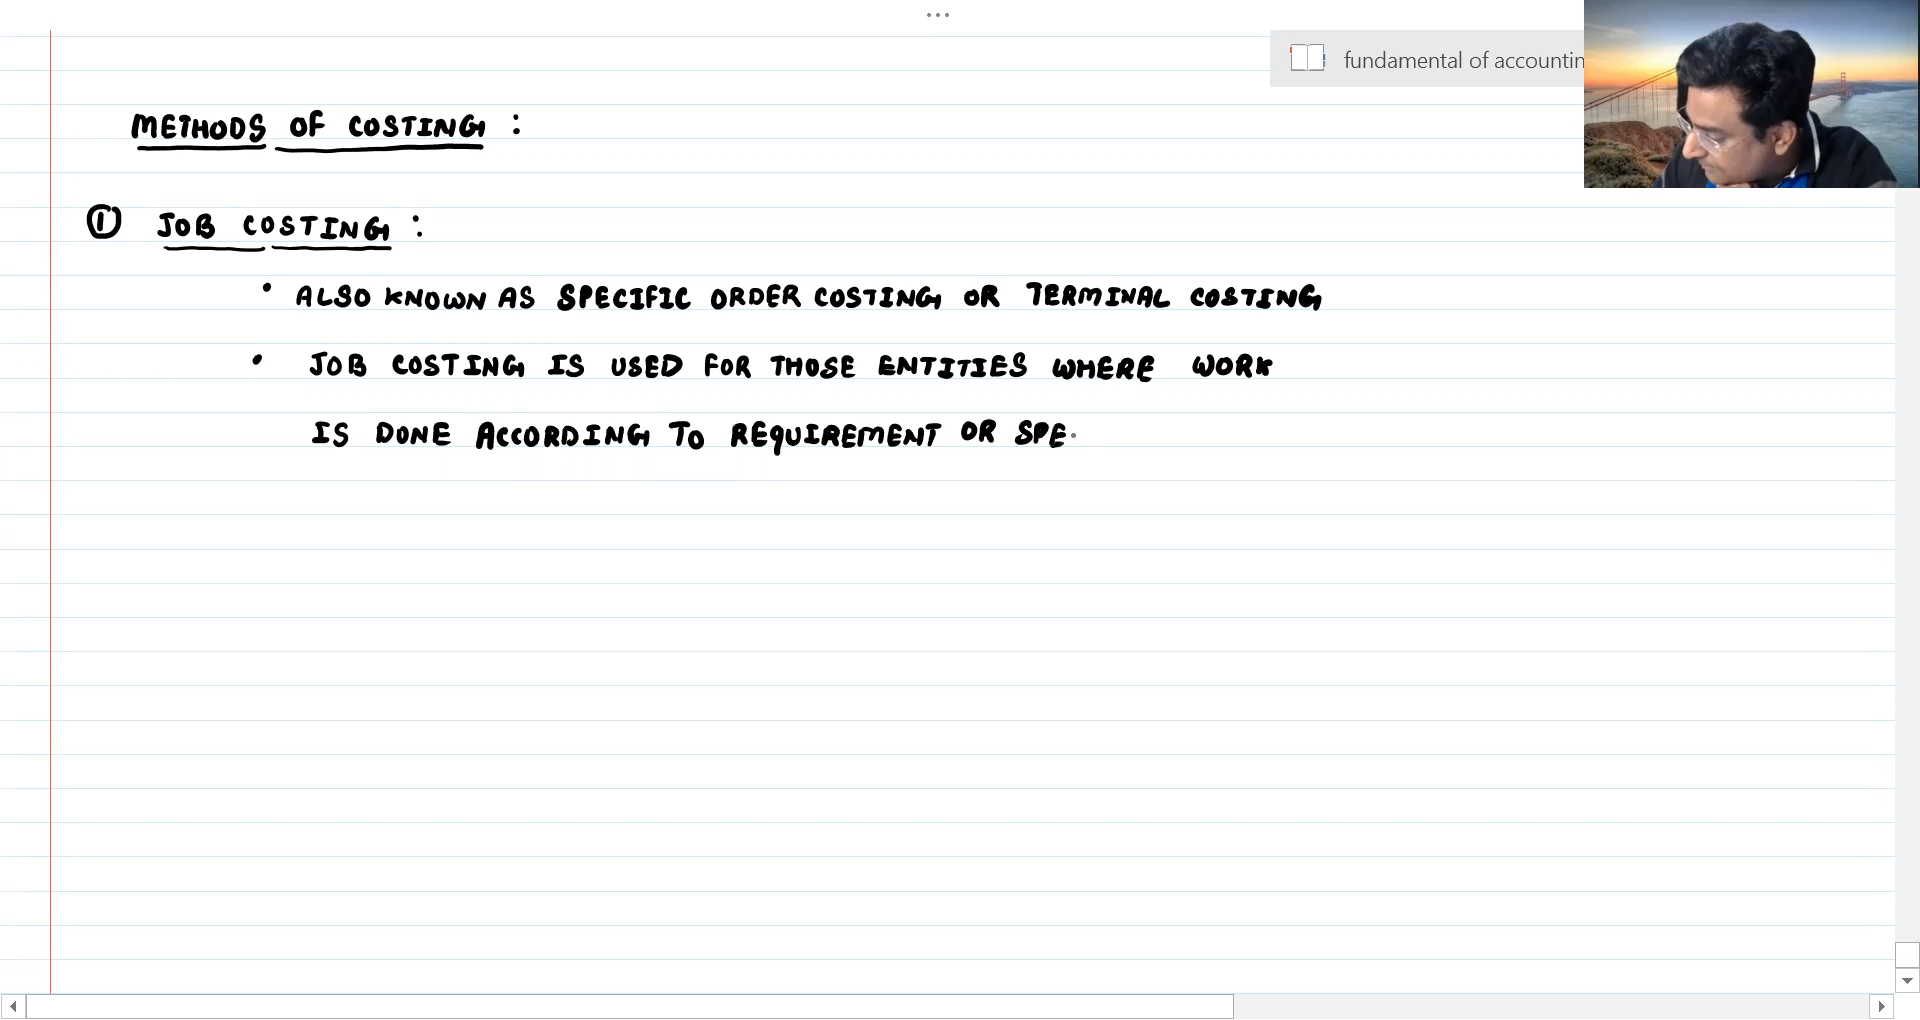 fundamental of accountin
METHODS OF COSTING :
① JOB COSTING :
• ALSO KNOWN AS SPECIFIC ORDER COSTING OR TERMINAL COSTING
• JOB COSTING IS USED FOR THOSE ENTITIES WHERE WORK
IS DONE ACCORDING TO REQUIREMENT OR SPE